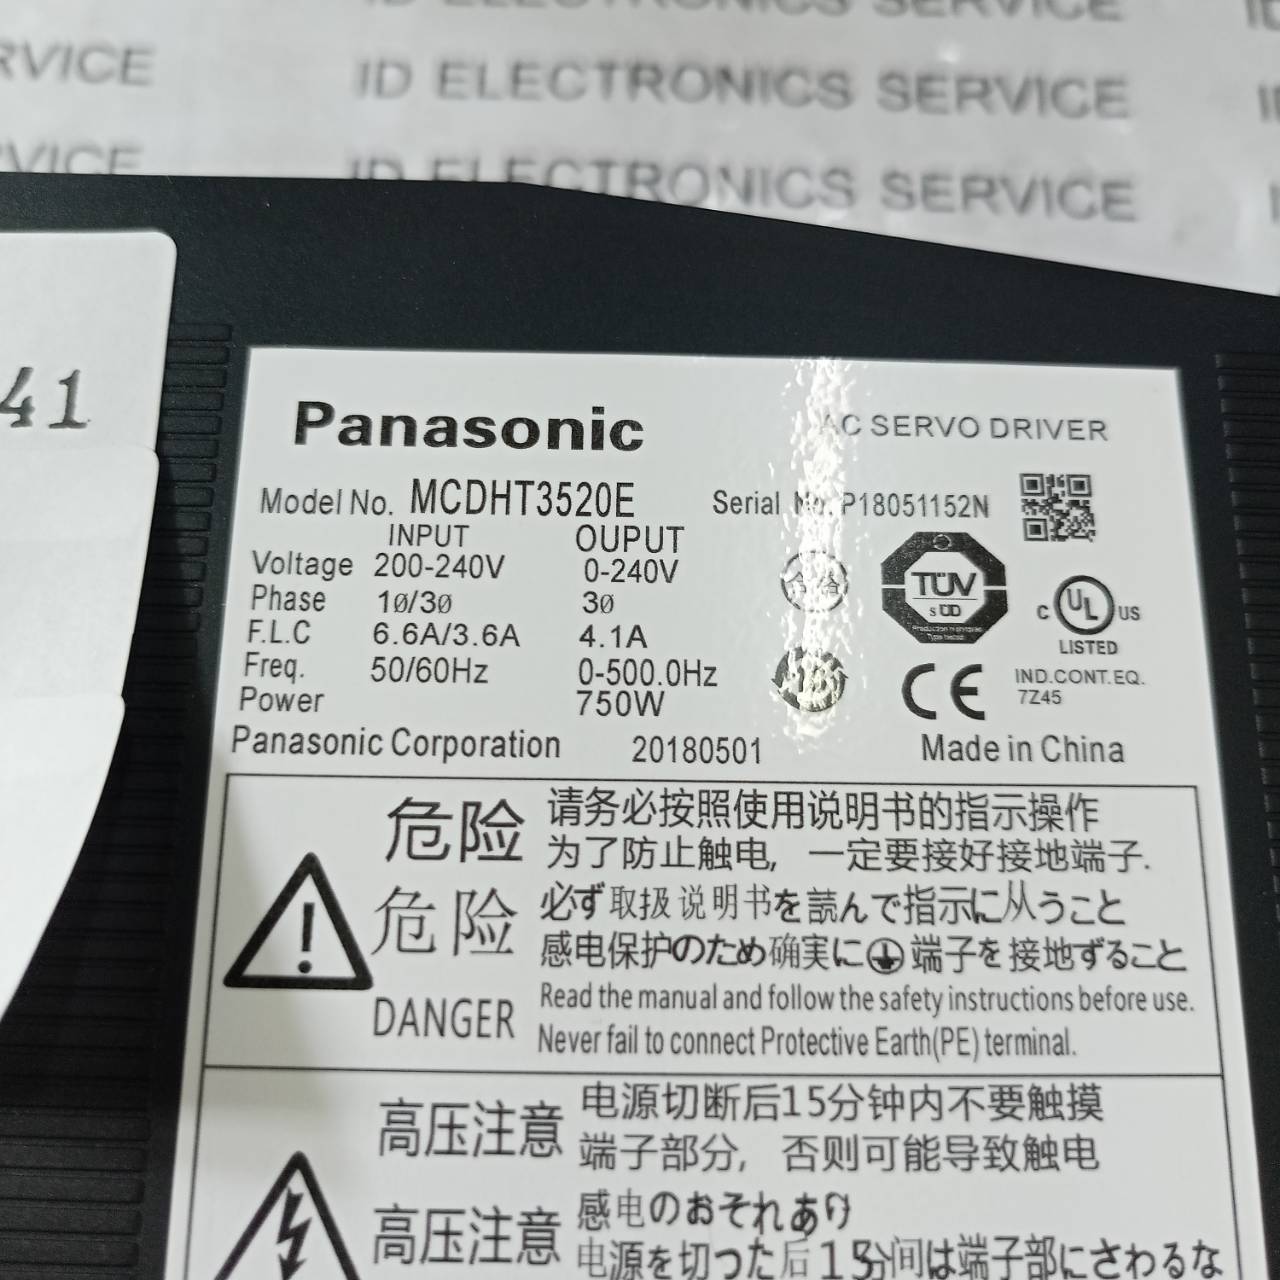 ID ELECTRONICS SERVICE
RVICE ID ELECTRONICS SERVICE
VICE ID ELECTRONICS SERVICE
41
Panasonic AC SERVO DRIVER
Model No. MCDHT3520E Serial No. P18051152N
INPUT OUPUT
Voltage 200-240V 0-240V
Phase 1Ø/3Ø 3Ø
F.L.C 6.6A/3.6A 4.1A
Freq. 50/60Hz 0-500.0Hz
Power 750W
合格
TÜV
SÜD
C UL US
LISTED
CE
IND.CONT.EQ.
7Z45
Panasonic Corporation 20180501 Made in China
危险 请务必按照使用说明书的指示操作
为了防止触电, 一定要接好接地端子.
危险 必ず取扱说明书を読んで指示に从うこと
感电保护のため确実に端子を接地ずること
DANGER Read the manual and follow the safety instructions before use.
Never fail to connect Protective Earth(PE) terminal.
高压注意 电源切断后15分钟内不要触摸
端子部分, 否则可能导致触电
高压注意 感电のおそれあり
电源を切つた后15分间は端子部にさわるな